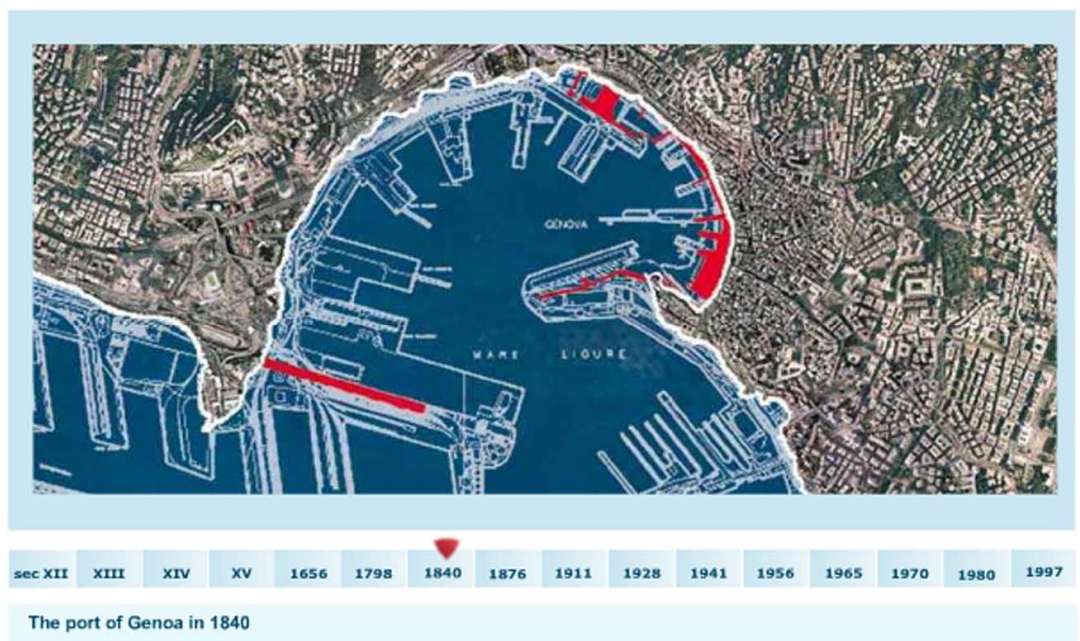 GENOVA
MARE LIGURE
sec XII XIII XIV XV 1656 1798 1840 1876 1911 1928 1941 1956 1965 1970 1980 1997
The port of Genoa in 1840